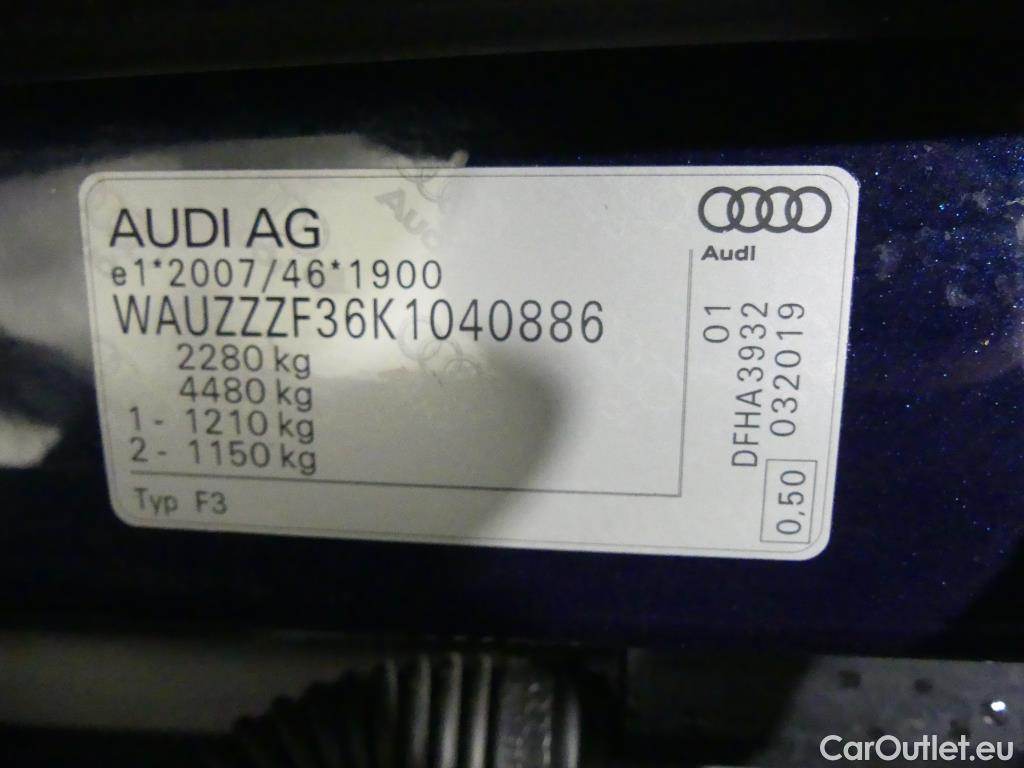 AUDI AG
e1*2007/46*1900
WAUZZZF36K1040886
2280 kg
4480 kg
1 - 1210 kg
2 - 1150 kg
Typ F3
Audi
01
DFHA3932
032019
0,50
CarOutlet.eu